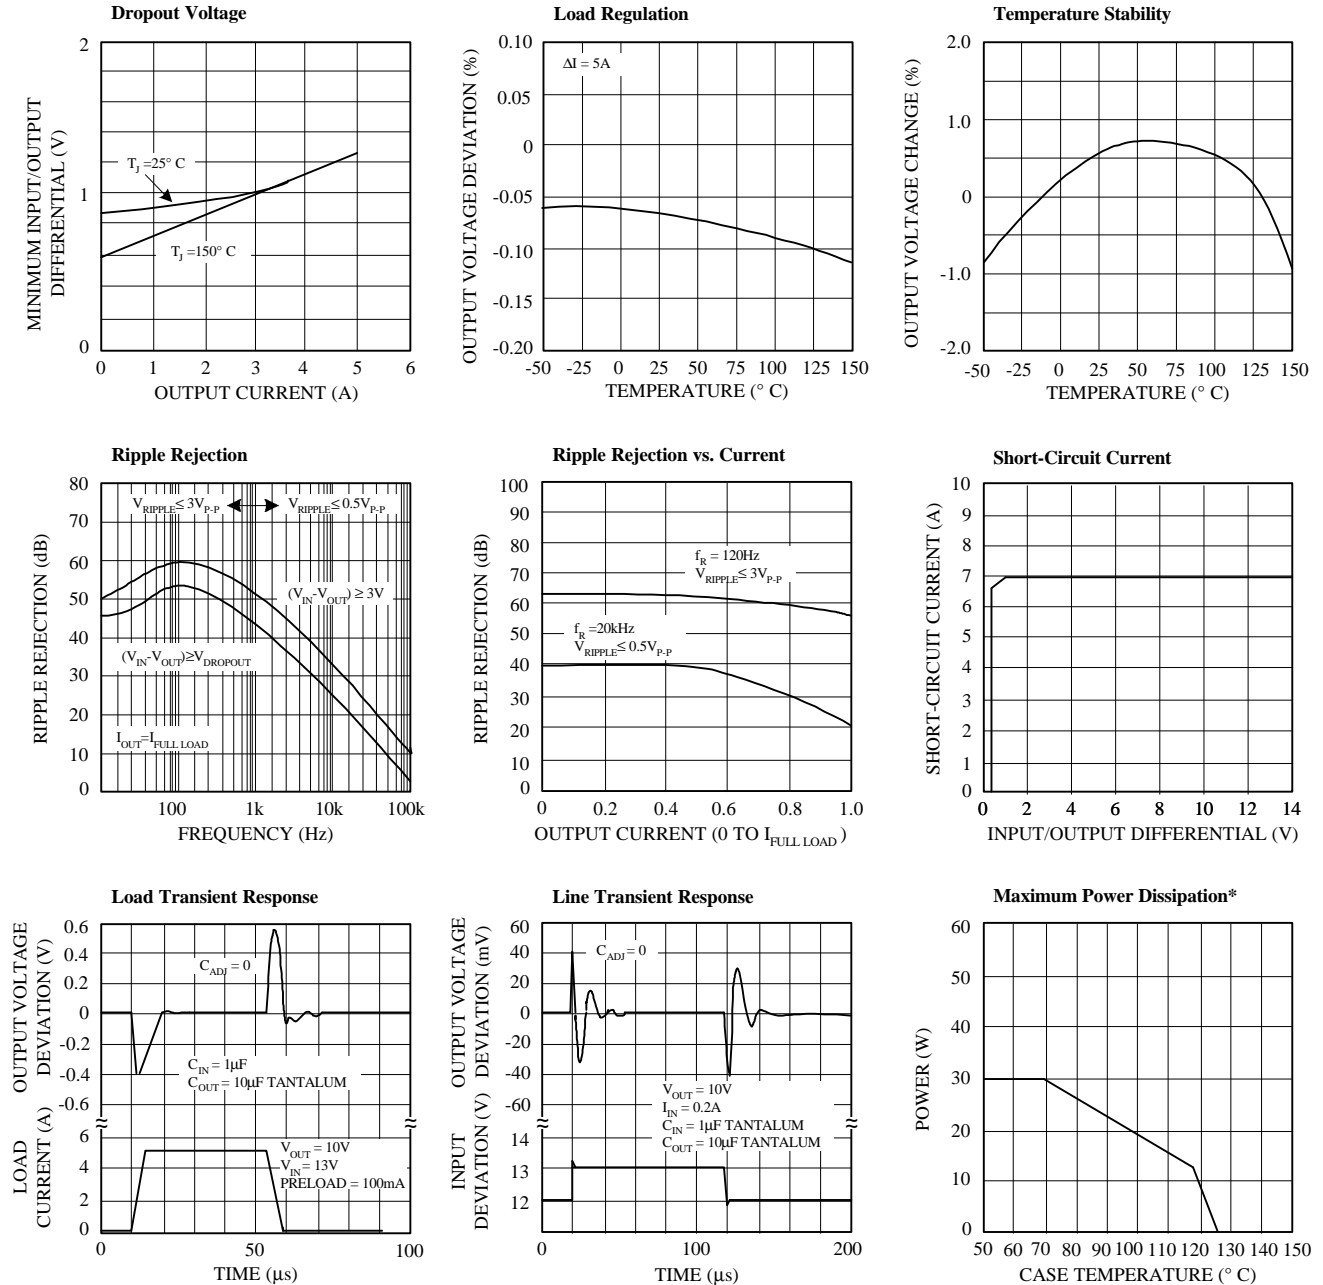 Dropout Voltage
MINIMUM INPUT/OUTPUT
DIFFERENTIAL (V)
2
1
0
T_J =25° C
T_J =150° C
0 1 2 3 4 5 6
OUTPUT CURRENT (A)
Load Regulation
OUTPUT VOLTAGE DEVIATION (%)
0.10
0.05
0
-0.05
-0.10
-0.15
-0.20
ΔI = 5A
-50 -25 0 25 50 75 100 125 150
TEMPERATURE (° C)
Temperature Stability
OUTPUT VOLTAGE CHANGE (%)
2.0
1.0
0
-1.0
-2.0
-50 -25 0 25 50 75 100 125 150
TEMPERATURE (° C)
Ripple Rejection
RIPPLE REJECTION (dB)
80
70
60
50
40
30
20
10
0
V_RIPPLE ≤ 3V_P-P
V_RIPPLE ≤ 0.5V_P-P
(V_IN-V_OUT) ≥ 3V
(V_IN-V_OUT)≥V_DROPOUT
I_OUT=I_FULL LOAD
100 1k 10k 100k
FREQUENCY (Hz)
Ripple Rejection vs. Current
RIPPLE REJECTION (dB)
100
90
80
70
60
50
40
30
20
10
0
f_R = 120Hz
V_RIPPLE ≤ 3V_P-P
f_R = 20kHz
V_RIPPLE ≤ 0.5V_P-P
0 0.2 0.4 0.6 0.8 1.0
OUTPUT CURRENT (0 TO I_FULL LOAD )
Short-Circuit Current
SHORT-CIRCUIT CURRENT (A)
10
9
8
7
6
5
4
3
2
1
0
0 2 4 6 8 10 12 14
INPUT/OUTPUT DIFFERENTIAL (V)
Load Transient Response
OUTPUT VOLTAGE
DEVIATION (V)
0.6
0.4
0.2
0
-0.2
-0.4
-0.6
C_ADJ = 0
C_IN = 1µF
C_OUT = 10µF TANTALUM
LOAD
CURRENT (A)
6
4
2
0
V_OUT = 10V
V_IN = 13V
PRELOAD = 100mA
0 50 100
TIME (µs)
Line Transient Response
OUTPUT VOLTAGE
DEVIATION (mV)
60
40
20
0
-20
-40
-60
C_ADJ = 0
V_OUT = 10V
I_IN = 0.2A
C_IN = 1µF TANTALUM
C_OUT = 10µF TANTALUM
INPUT
DEVIATION (V)
14
13
12
0 100 200
TIME (µs)
Maximum Power Dissipation*
POWER (W)
60
50
40
30
20
10
0
50 60 70 80 90 100 110 120 130 140 150
CASE TEMPERATURE (° C)